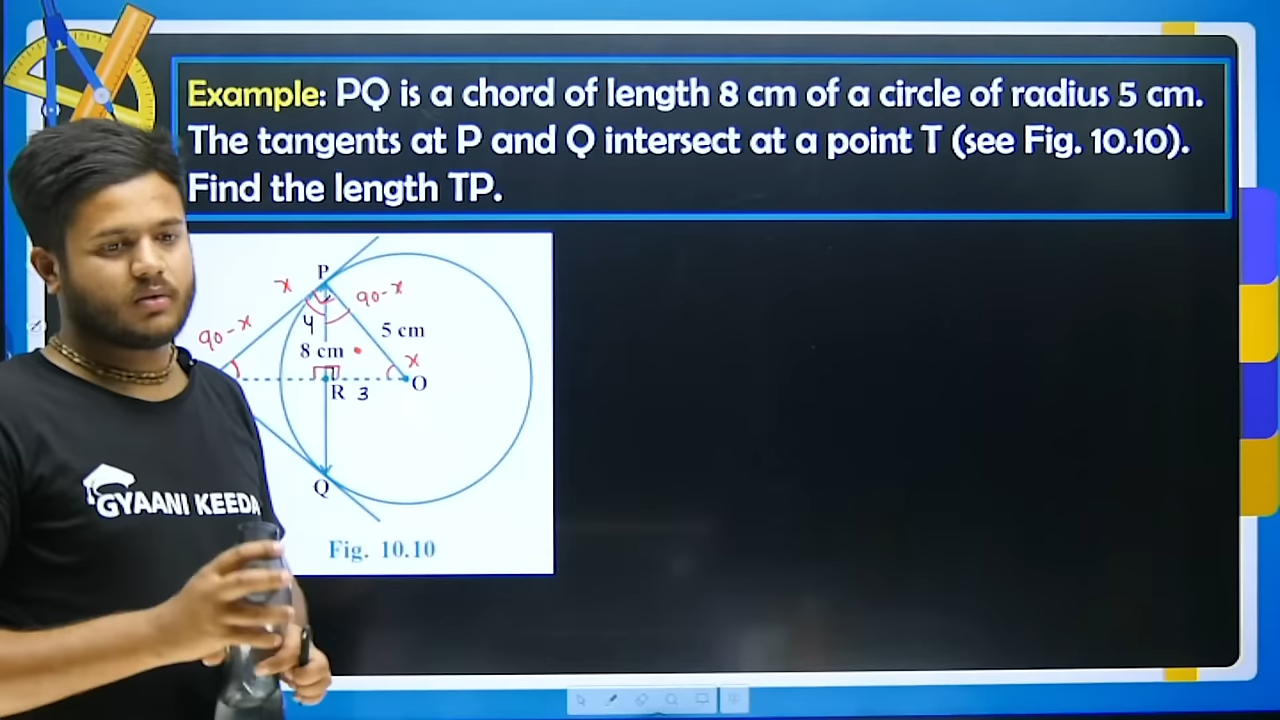 Example: PQ is a chord of length 8 cm of a circle of radius 5 cm.
The tangents at P and Q intersect at a point T (see Fig. 10.10).
Find the length TP.
P
x
90-x
90-x
4
5 cm
8 cm
x
O
R 3
Q
Fig. 10.10
GYAANI KEEDA